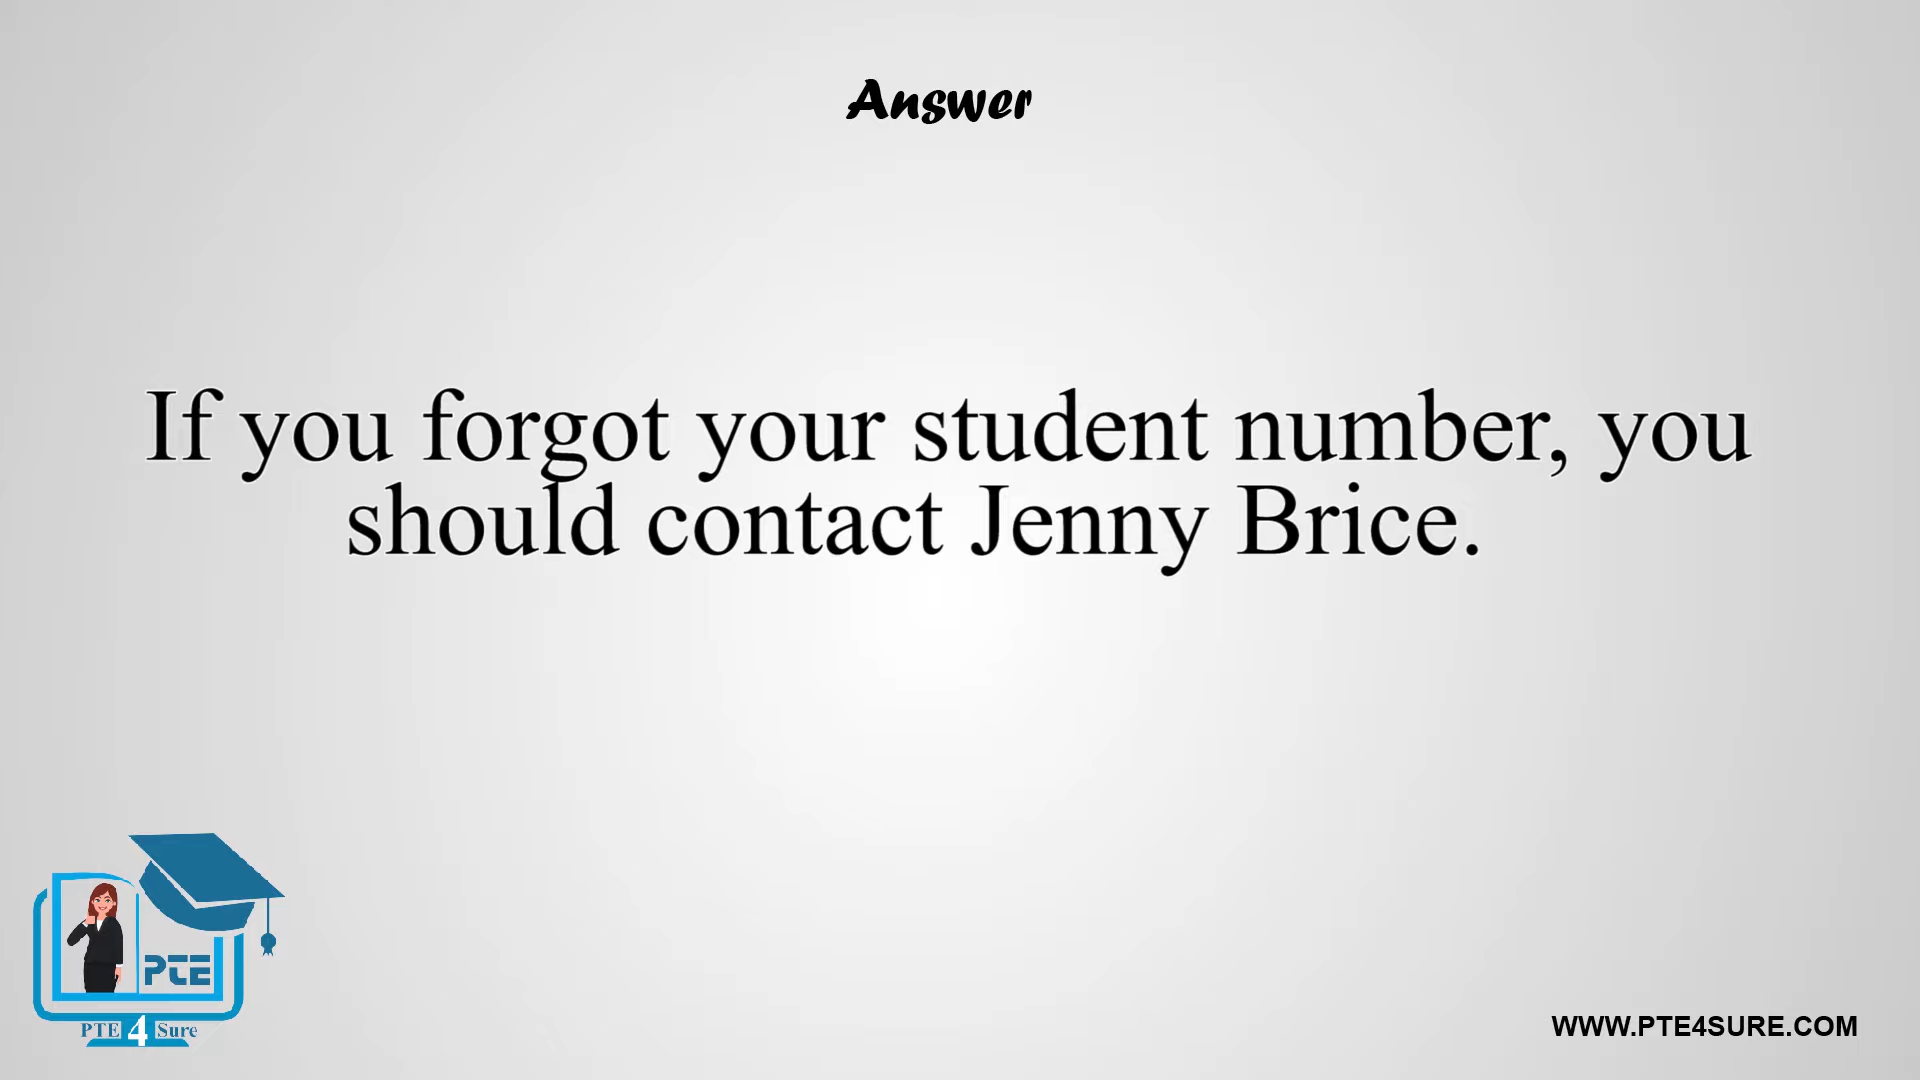 Answer
If you forgot your student number, you
should contact Jenny Brice.
PTE
PTE 4 Sure
WWW.PTE4SURE.COM